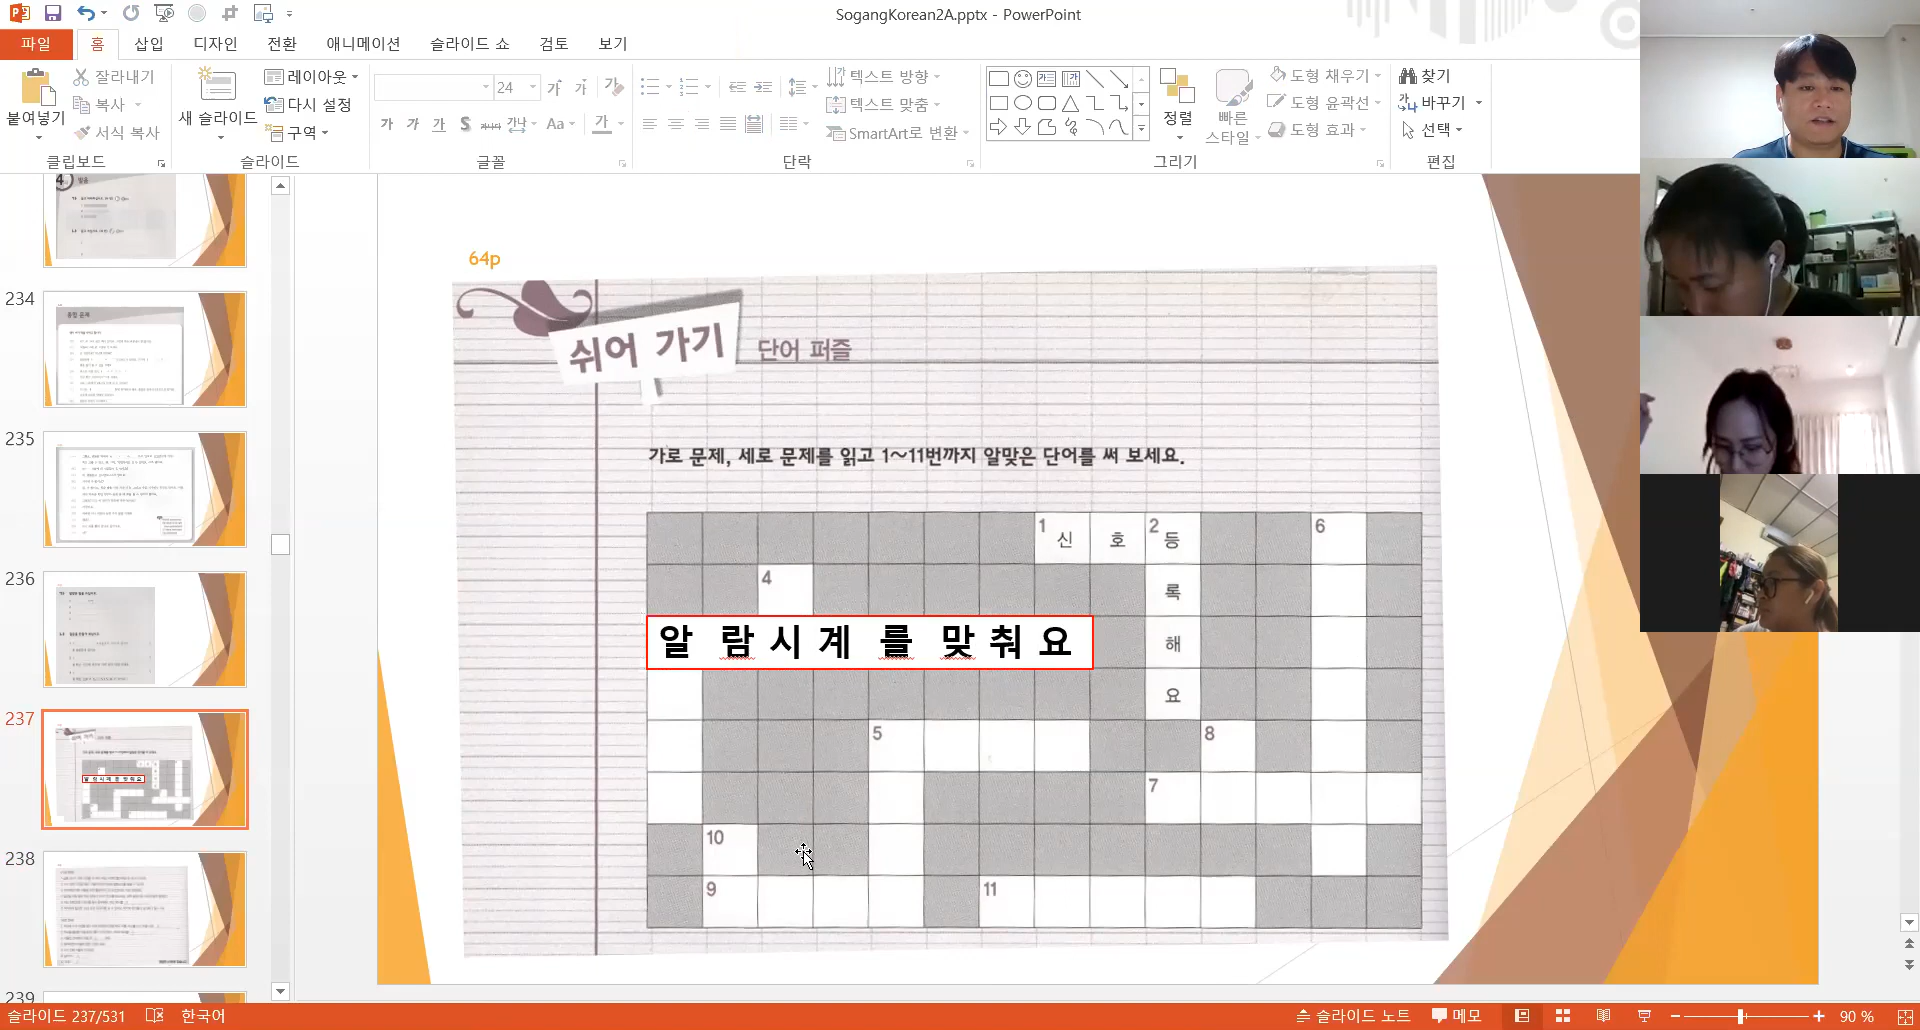 SogangKorean2A.pptx - PowerPoint
파일 홈 삽입 디자인 전환 애니메이션 슬라이드 쇼 검토 보기
붙여넣기
잘라내기
복사
서식 복사
클립보드
새 슬라이드
레이아웃
다시 설정
구역
슬라이드
24
가 가 가 S 가나다 간 Aa 가
글꼴
텍스트 방향
텍스트 맞춤
SmartArt로 변환
단락
정렬
빠른 스타일
도형 채우기
도형 윤곽선
도형 효과
그리기
찾기
바꾸기
선택
편집
234
235
236
237
238
239
64p
쉬어 가기 단어 퍼즐
가로 문제, 세로 문제를 읽고 1~11번까지 알맞은 단어를 써 보세요.
1 신 호 2 등 6
4 록
알 람 시 계 를 맞 춰 요 해
요
5 8
7
10
9 11
슬라이드 237/531 한국어 슬라이드 노트 메모 90 %